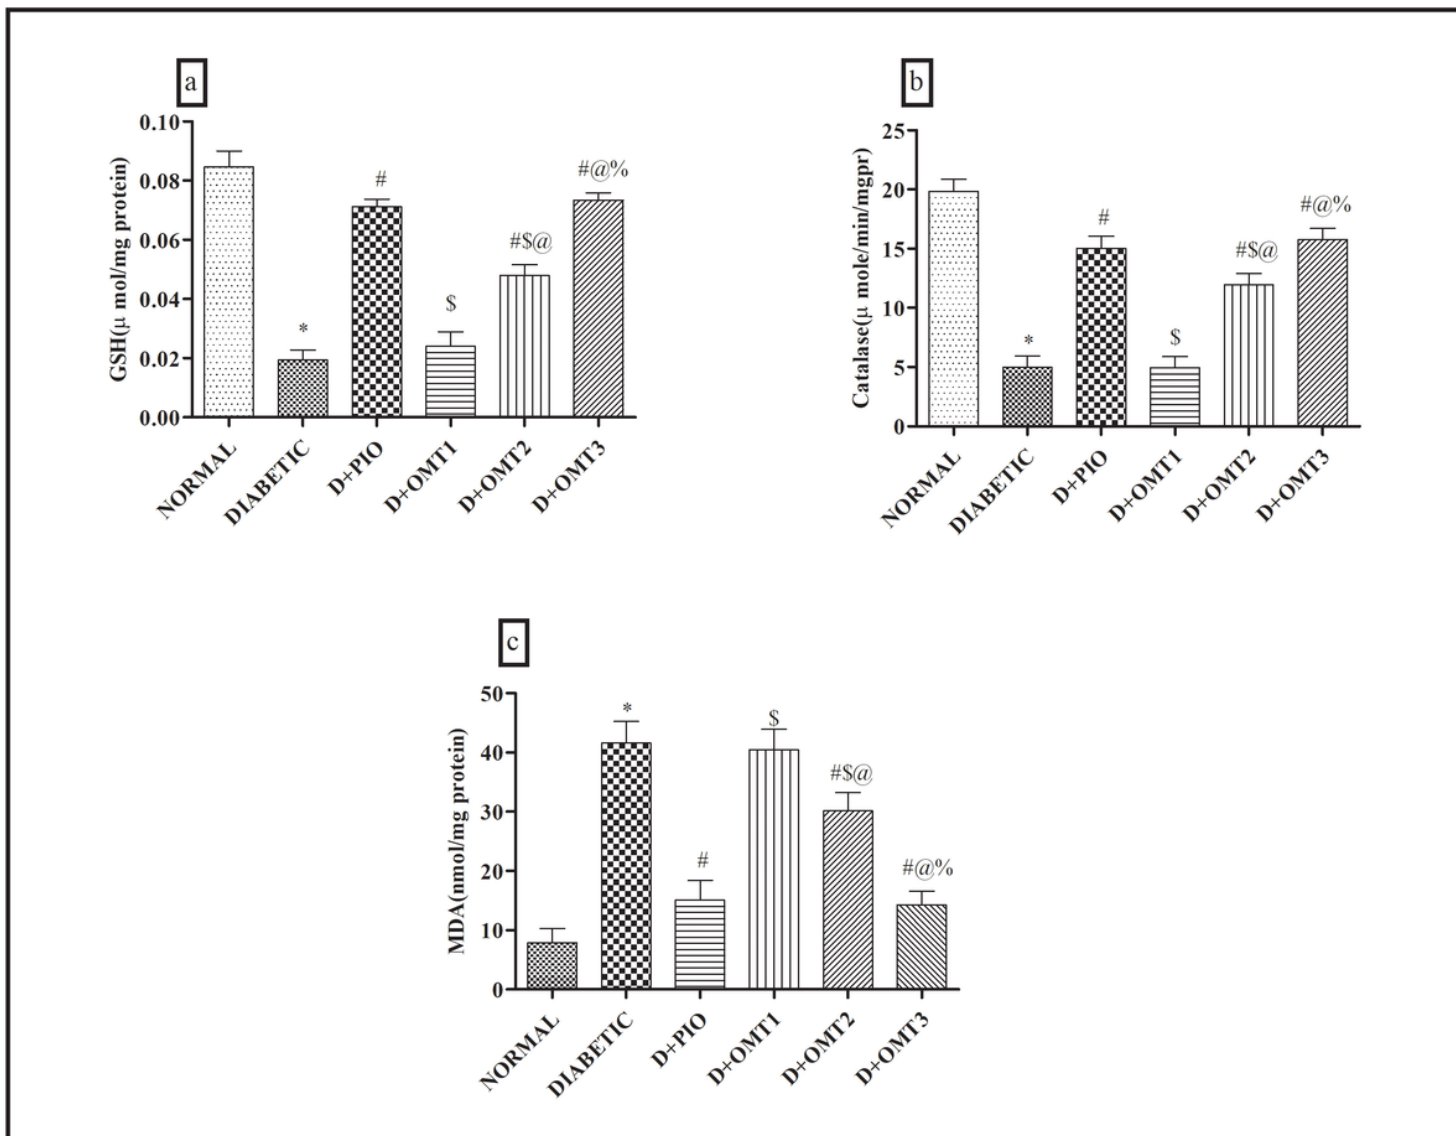 a
GSH(μ mol/mg protein)
0.10
0.08
0.06
0.04
0.02
0.00
*
#
$
#$@
#@%
NORMAL
DIABETIC
D+PIO
D+OMT1
D+OMT2
D+OMT3
b
Catalase(μ mole/min/mgpr)
25
20
15
10
5
0
*
#
$
#$@
#@%
NORMAL
DIABETIC
D+PIO
D+OMT1
D+OMT2
D+OMT3
c
MDA(nmol/mg protein)
50
40
30
20
10
0
*
#
$
#$@
#@%
NORMAL
DIABETIC
D+PIO
D+OMT1
D+OMT2
D+OMT3